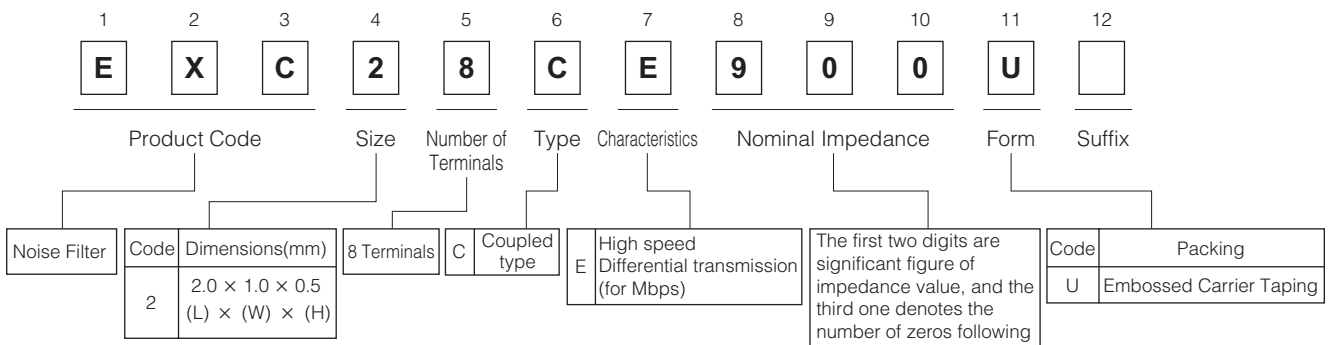 1 2 3 4 5 6 7 8 9 10 11 12
E X C 2 8 C E 9 0 0 U
Product Code Size Number of Terminals Type Characteristics Nominal Impedance Form Suffix
Noise Filter
Code Dimensions(mm)
2 2.0 × 1.0 × 0.5
(L) × (W) × (H)
8 Terminals
C Coupled
type
E High speed
Differential transmission
(for Mbps)
The first two digits are
significant figure of
impedance value, and the
third one denotes the
number of zeros following
Code Packing
U Embossed Carrier Taping